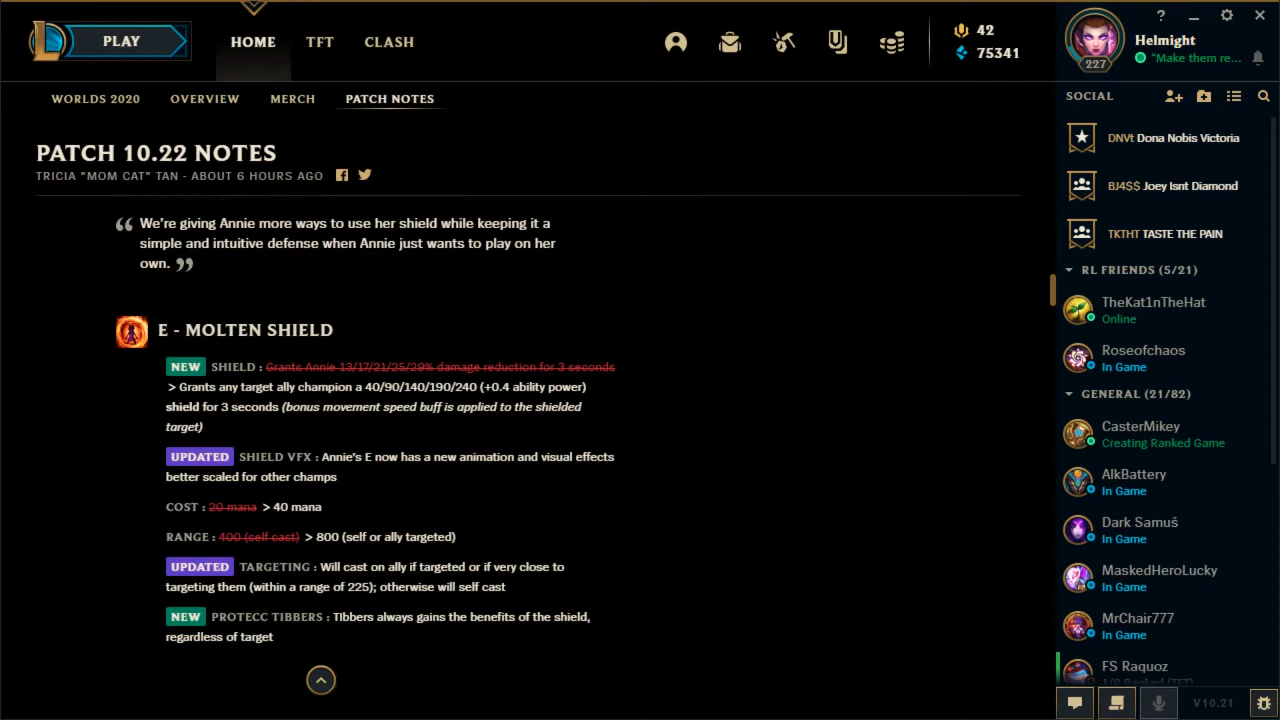 PLAY
HOME
TFT
CLASH
42
75341
?
Helmight
227
"Make them re...
WORLDS 2020
OVERVIEW
MERCH
PATCH NOTES
SOCIAL
PATCH 10.22 NOTES
TRICIA "MOM CAT" TAN - ABOUT 6 HOURS AGO
“ We're giving Annie more ways to use her shield while keeping it a
simple and intuitive defense when Annie just wants to play on her
own. ”
E - MOLTEN SHIELD
NEW SHIELD : Grants Annie 13/17/21/25/29% damage reduction for 3 seconds
> Grants any target ally champion a 40/90/140/190/240 (+0.4 ability power)
shield for 3 seconds (bonus movement speed buff is applied to the shielded
target)
UPDATED SHIELD VFX : Annie's E now has a new animation and visual effects
better scaled for other champs
COST : 20 mana > 40 mana
RANGE : 400 (self cast) > 800 (self or ally targeted)
UPDATED TARGETING : Will cast on ally if targeted or if very close to
targeting them (within a range of 225); otherwise will self cast
NEW PROTECC TIBBERS : TIbbers always gains the benefits of the shield,
regardless of target
DNVt Dona Nobis Victoria
BJ4$$ Joey Isnt Diamond
TKTHT TASTE THE PAIN
RL FRIENDS (5/21)
TheKat1nTheHat
Online
Roseofchaos
In Game
GENERAL (21/82)
CasterMikey
Creating Ranked Game
AlkBattery
In Game
Dark Samuš
In Game
MaskedHeroLucky
In Game
MrChair777
In Game
FS Raquoz
1/8 Ranked (TFT)
V10.21